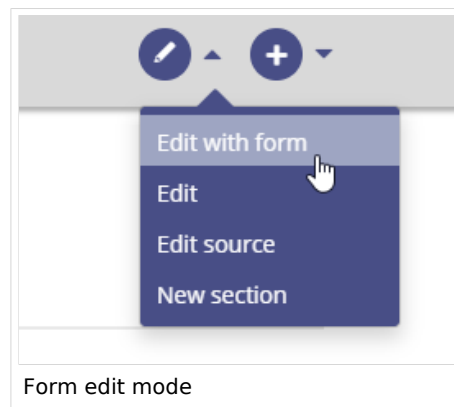 Edit with form
Edit
Edit source
New section
Form edit mode